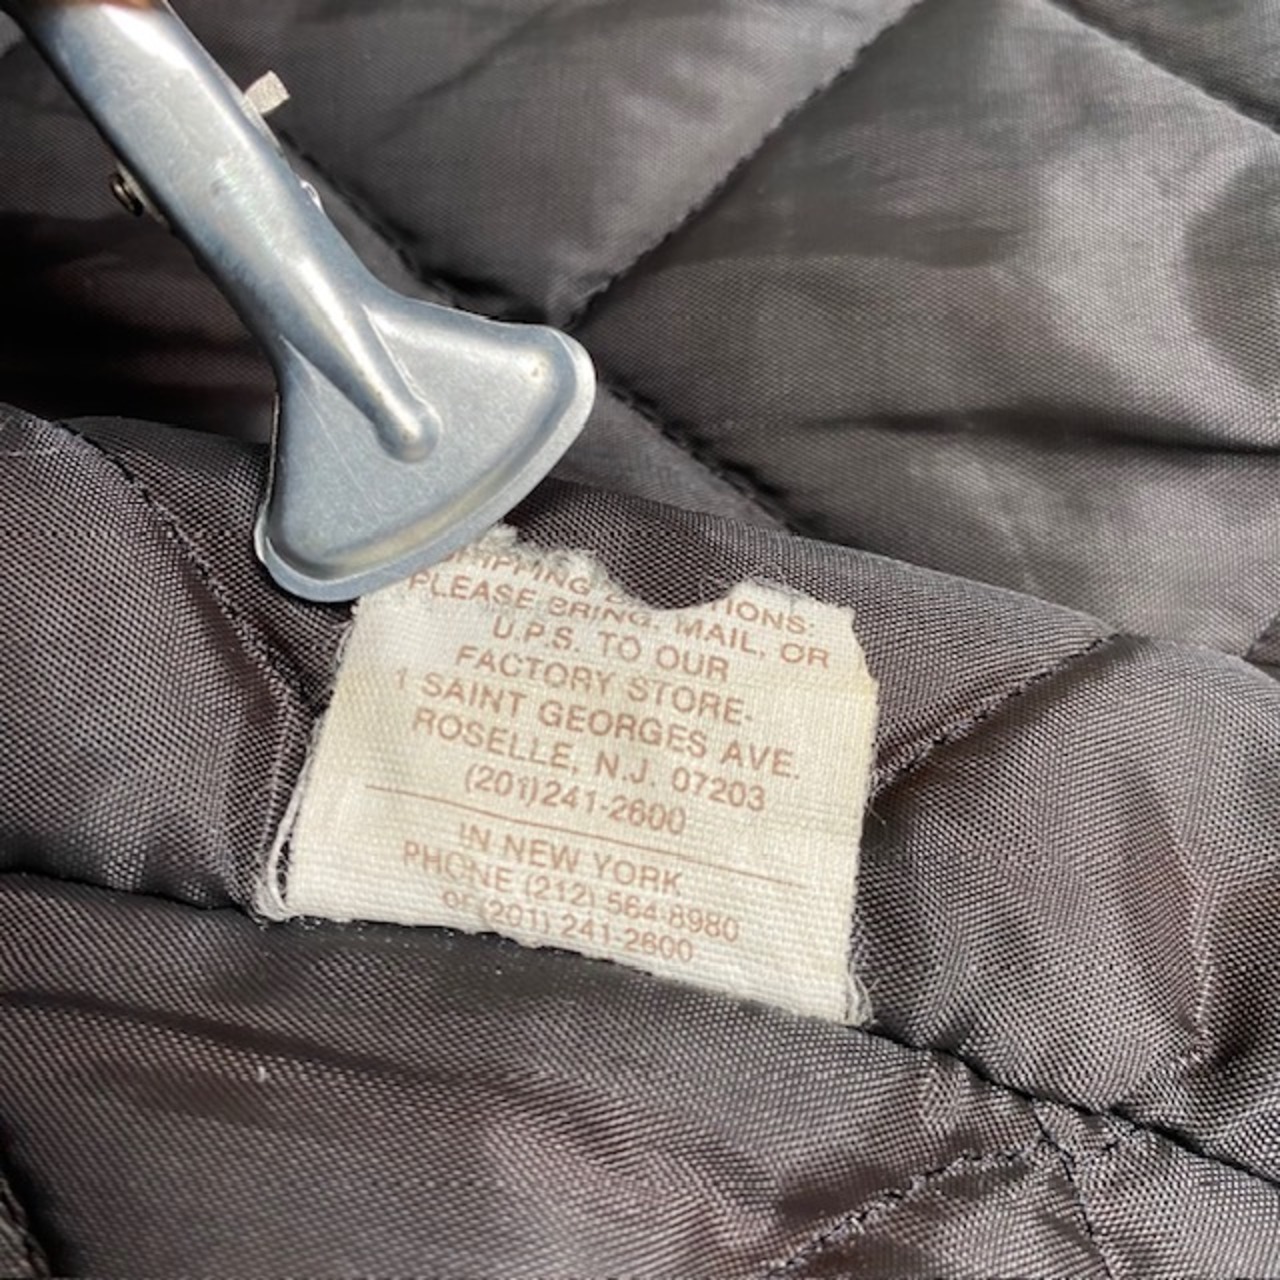 SHIPPING
PLEASE BRING, MAIL, OR
U.P.S. TO OUR
FACTORY STORE.
1 SAINT GEORGES AVE.
ROSELLE, N.J. 07203
(201)241-2600
IN NEW YORK
PHONE (212) 564-8980
or (201) 241-2600